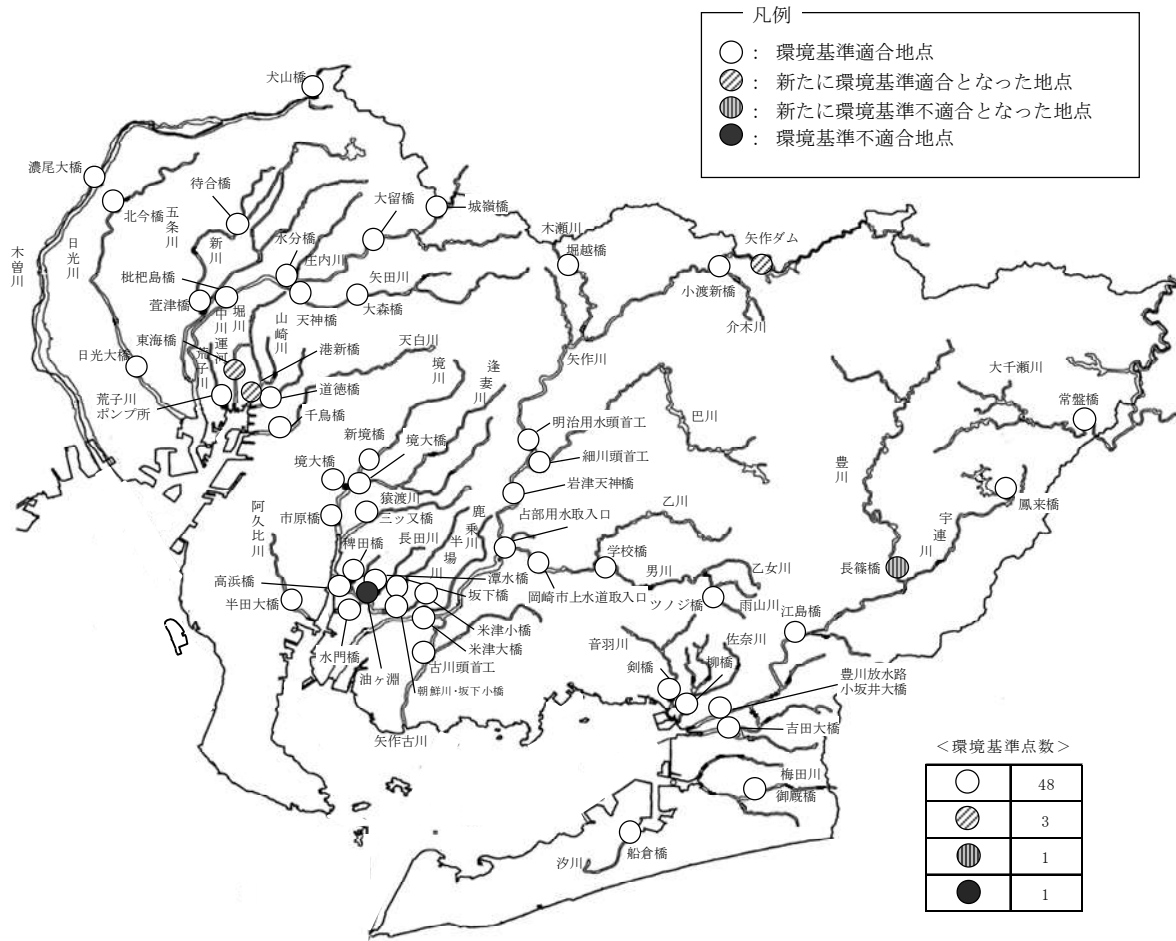 凡例
： 環境基準適合地点
： 新たに環境基準適合となった地点
： 新たに環境基準不適合となった地点
： 環境基準不適合地点
犬山橋
濃尾大橋
北今橋
待合橋
五条川
新川
水分橋
庄内川
大留橋
城嶺橋
木瀬川
堀越橋
矢作ダム
小渡新橋
介木川
木曽川
日光川
枇杷島橋
萱津橋
矢田川
大森橋
天神橋
堀川
中川運河
山崎川
天白川
東海橋
荒子川
港新橋
道徳橋
千鳥橋
日光大橋
荒子川
ポンプ所
境川
逢妻川
矢作川
巴川
大千瀬川
常盤橋
新境橋
境大橋
境大橋
明治用水頭首工
細川頭首工
岩津天神橋
豊川
宇連川
鳳来橋
長篠橋
阿久比川
市原橋
猿渡川
三ッ又橋
鹿乗川
半場川
占部用水取入口
乙川
学校橋
男川
乙女川
稗田橋
長田川
潭水橋
坂下橋
岡崎市上水道取入口
ツノジ橋
雨山川
江島橋
高浜橋
半田大橋
米津小橋
米津大橋
古川頭首工
水門橋
油ヶ淵
朝鮮川・坂下小橋
矢作古川
音羽川
佐奈川
剣橋
柳橋
豊川放水路
小坂井大橋
吉田大橋
梅田川
御厩橋
汐川
船倉橋
＜環境基準点数＞
48
3
1
1